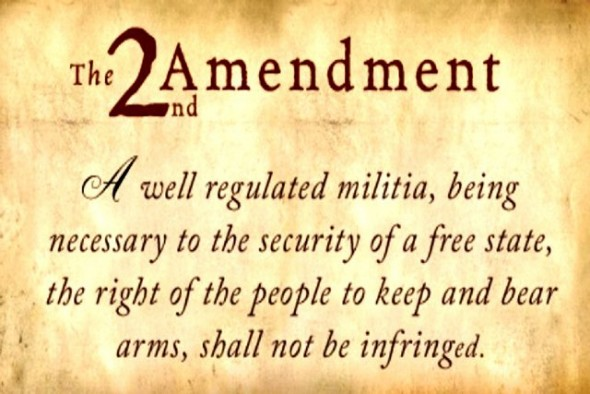 The 2nd Amendment
A well regulated militia, being
necessary to the security of a free state,
the right of the people to keep and bear
arms, shall not be infringed.